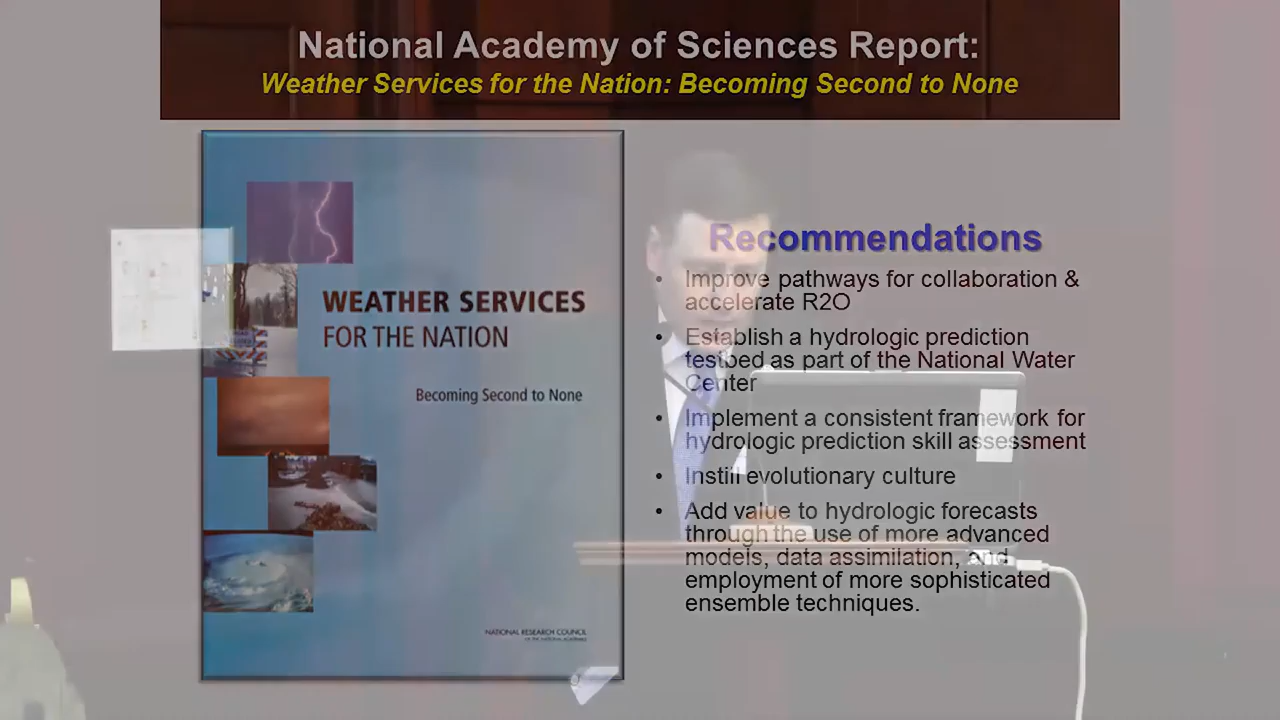 National Academy of Sciences Report:
Weather Services for the Nation: Becoming Second to None
WEATHER SERVICES
FOR THE NATION
Becoming Second to None
NATIONAL RESEARCH COUNCIL
OF THE NATIONAL ACADEMIES
Recommendations
• Improve pathways for collaboration &
accelerate R2O
• Establish a hydrologic prediction
testbed as part of the National Water
Center
• Implement a consistent framework for
hydrologic prediction skill assessment
• Instill evolutionary culture
• Add value to hydrologic forecasts
through the use of more advanced
models, data assimilation, and
employment of more sophisticated
ensemble techniques.